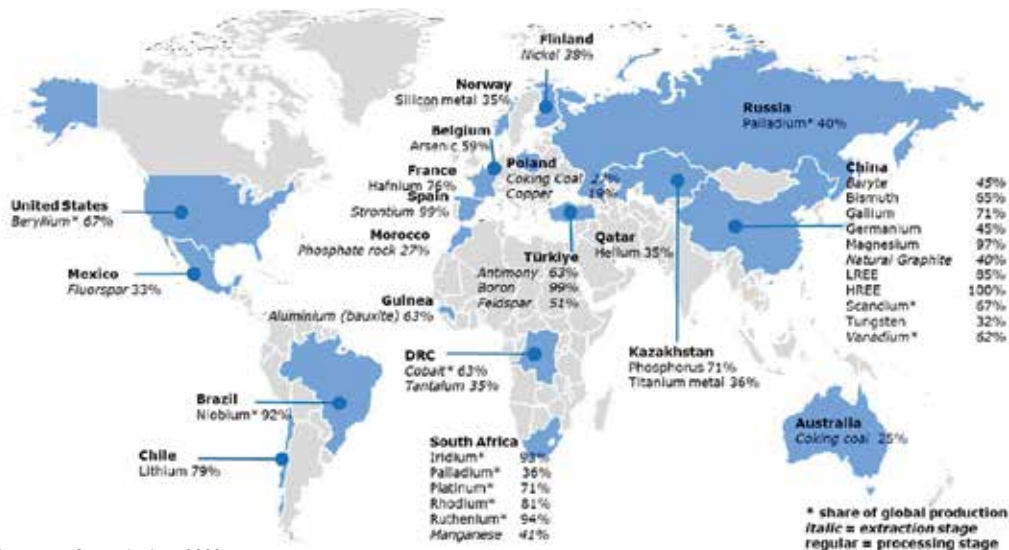 Finland
Nickel 38%
Norway
Silicon metal 35%
Belgium
Arsenic 59%
France
Hafnium 76%
Spain
Strontium 99%
Morocco
Phosphate rock 27%
Poland
Coking Coal
Copper 19%
Russia
Palladium* 40%
United States
Beryllium* 67%
Mexico
Fluorspar 33%
Guinea
Aluminium (bauxite) 63%
Türkiye
Antimony 63%
Boron 99%
Feldspar 51%
Qatar
Helium 35%
China
Baryte 45%
Bismuth 65%
Gallium 71%
Germanium 45%
Magnesium 97%
Natural Graphite 40%
LREE 85%
HREE 100%
Scandium* 67%
Tungsten 32%
Vanadium* 62%
DRC
Cobalt* 63%
Tantalum 35%
Kazakhstan
Phosphorus 71%
Titanium metal 36%
Brazil
Niobium* 92%
Chile
Lithium 79%
South Africa
Iridium* 93%
Palladium* 36%
Platinum* 71%
Rhodium* 81%
Ruthenium* 94%
Manganese 41%
Australia
Coking coal 25%
* share of global production
italic = extraction stage
regular = processing stage